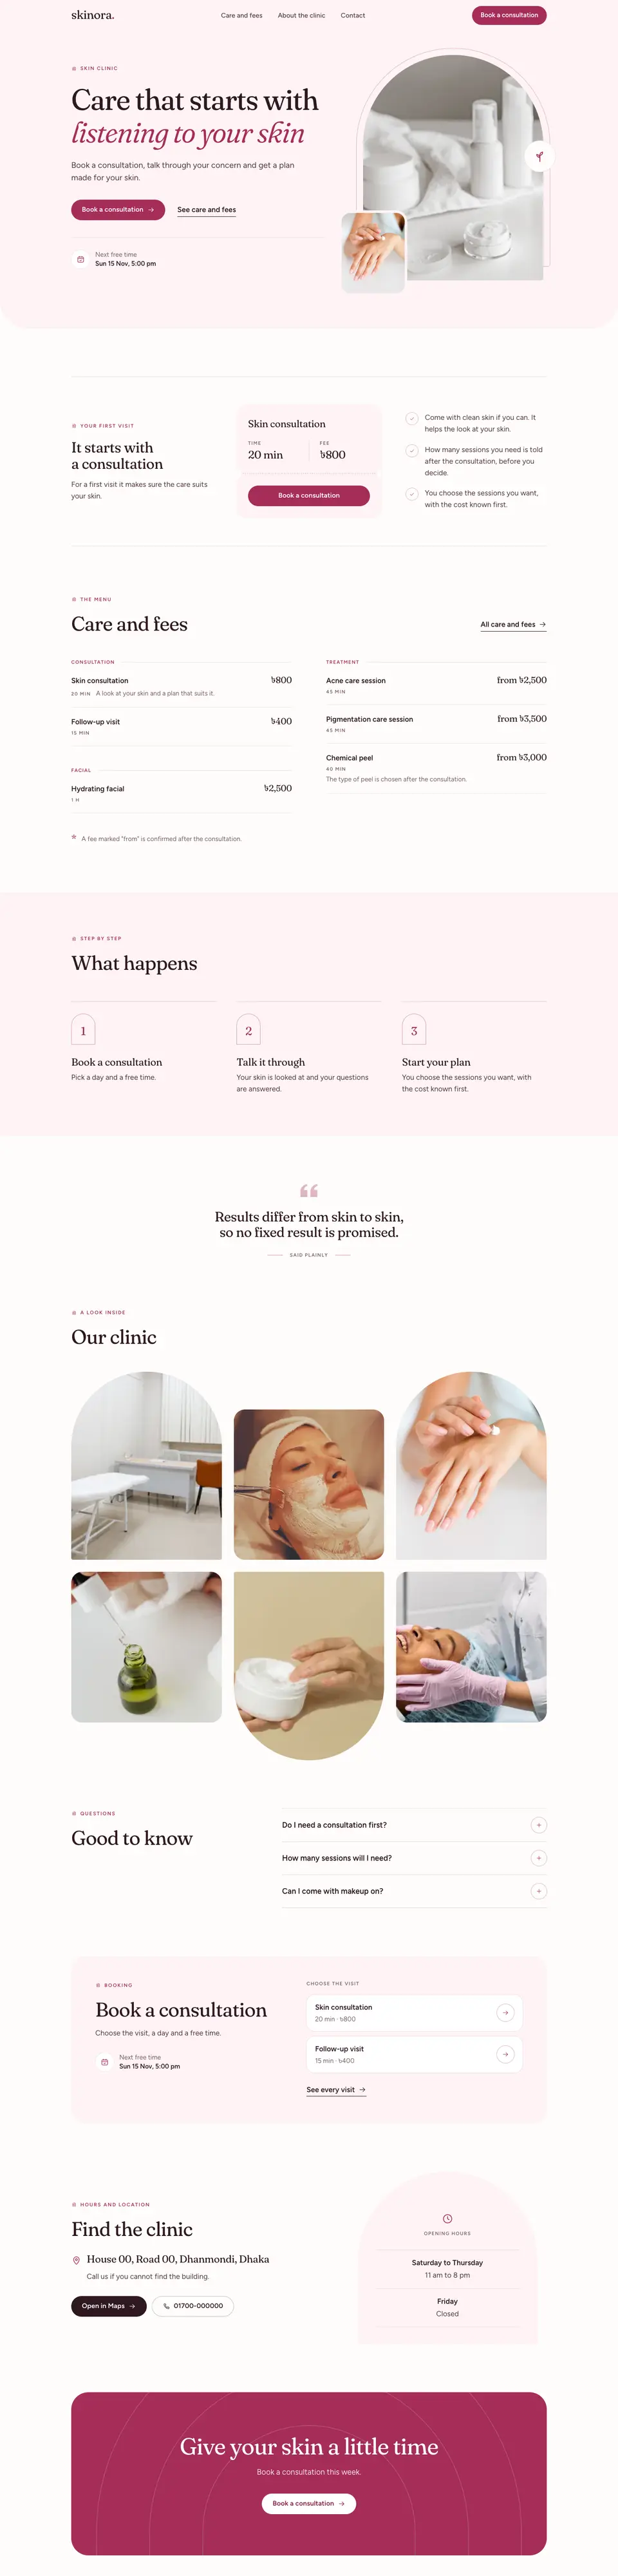 skinora.
Care and fees
About the clinic
Contact
Book a consultation
SKIN CLINIC
Care that starts with
listening to your skin
Book a consultation, talk through your concern and get a plan
made for your skin.
Book a consultation
See care and fees
Next free time
Sun 15 Nov, 5:00 pm
YOUR FIRST VISIT
It starts with
a consultation
For a first visit it makes sure the care suits
your skin.
Skin consultation
TIME
20 min
FEE
৳800
Book a consultation
Come with clean skin if you can. It
helps the look at your skin.
How many sessions you need is told
after the consultation, before you
decide.
You choose the sessions you want,
with the cost known first.
THE MENU
Care and fees
All care and fees
CONSULTATION
Skin consultation ৳800
20 MIN A look at your skin and a plan that suits it.
Follow-up visit ৳400
15 MIN
FACIAL
Hydrating facial ৳2,500
1 H
TREATMENT
Acne care session from ৳2,500
45 MIN
Pigmentation care session from ৳3,500
45 MIN
Chemical peel from ৳3,000
40 MIN
The type of peel is chosen after the consultation.
* A fee marked "from" is confirmed after the consultation.
STEP BY STEP
What happens
1
Book a consultation
Pick a day and a free time.
2
Talk it through
Your skin is looked at and your questions
are answered.
3
Start your plan
You choose the sessions you want, with
the cost known first.
Results differ from skin to skin,
so no fixed result is promised.
SAID PLAINLY
A LOOK INSIDE
Our clinic
QUESTIONS
Good to know
Do I need a consultation first?
How many sessions will I need?
Can I come with makeup on?
BOOKING
Book a consultation
Choose the visit, a day and a free time.
Next free time
Sun 15 Nov, 5:00 pm
CHOOSE THE VISIT
Skin consultation
20 min · ৳800
Follow-up visit
15 min · ৳400
See every visit
HOURS AND LOCATION
Find the clinic
House 00, Road 00, Dhanmondi, Dhaka
Call us if you cannot find the building.
Open in Maps
01700-000000
OPENING HOURS
Saturday to Thursday
11 am to 8 pm
Friday
Closed
Give your skin a little time
Book a consultation this week.
Book a consultation